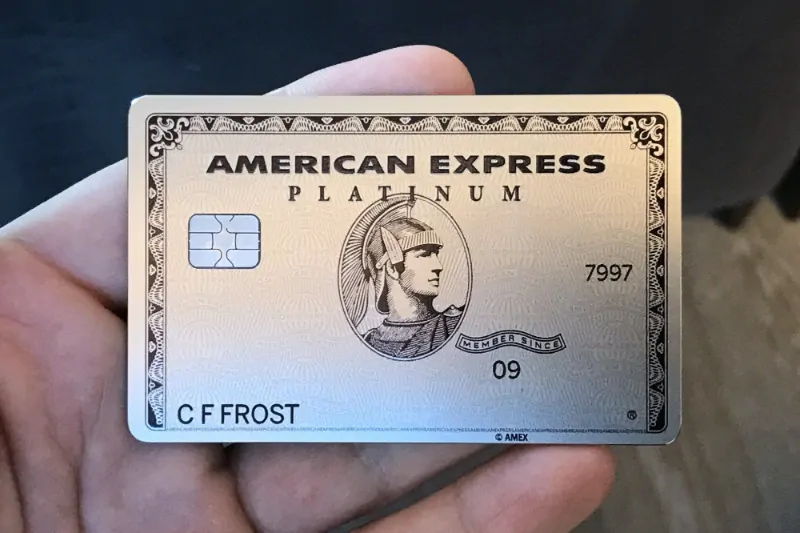 AMERICAN EXPRESS
PLATINUM
7997
MEMBER SINCE
09
C F FROST
®
© AMEX